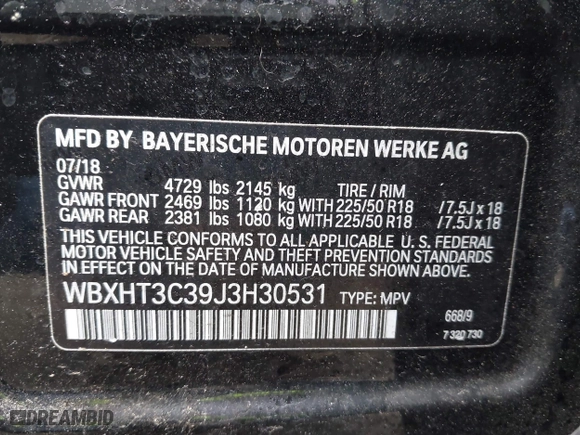 MFD BY BAYERISCHE MOTOREN WERKE AG
07/18
GVWR 4729 lbs 2145 kg TIRE / RIM
GAWR FRONT 2469 lbs 1120 kg WITH 225/50 R18 /7.5J x 18
GAWR REAR 2381 lbs 1080 kg WITH 225/50 R18 /7.5J x 18
THIS VEHICLE CONFORMS TO ALL APPLICABLE U. S. FEDERAL
MOTOR VEHICLE SAFETY AND THEFT PREVENTION STANDARDS
IN EFFECT ON THE DATE OF MANUFACTURE SHOWN ABOVE.
WBXHT3C39J3H30531 TYPE: MPV
668/9
7 320 730
DREAMBID